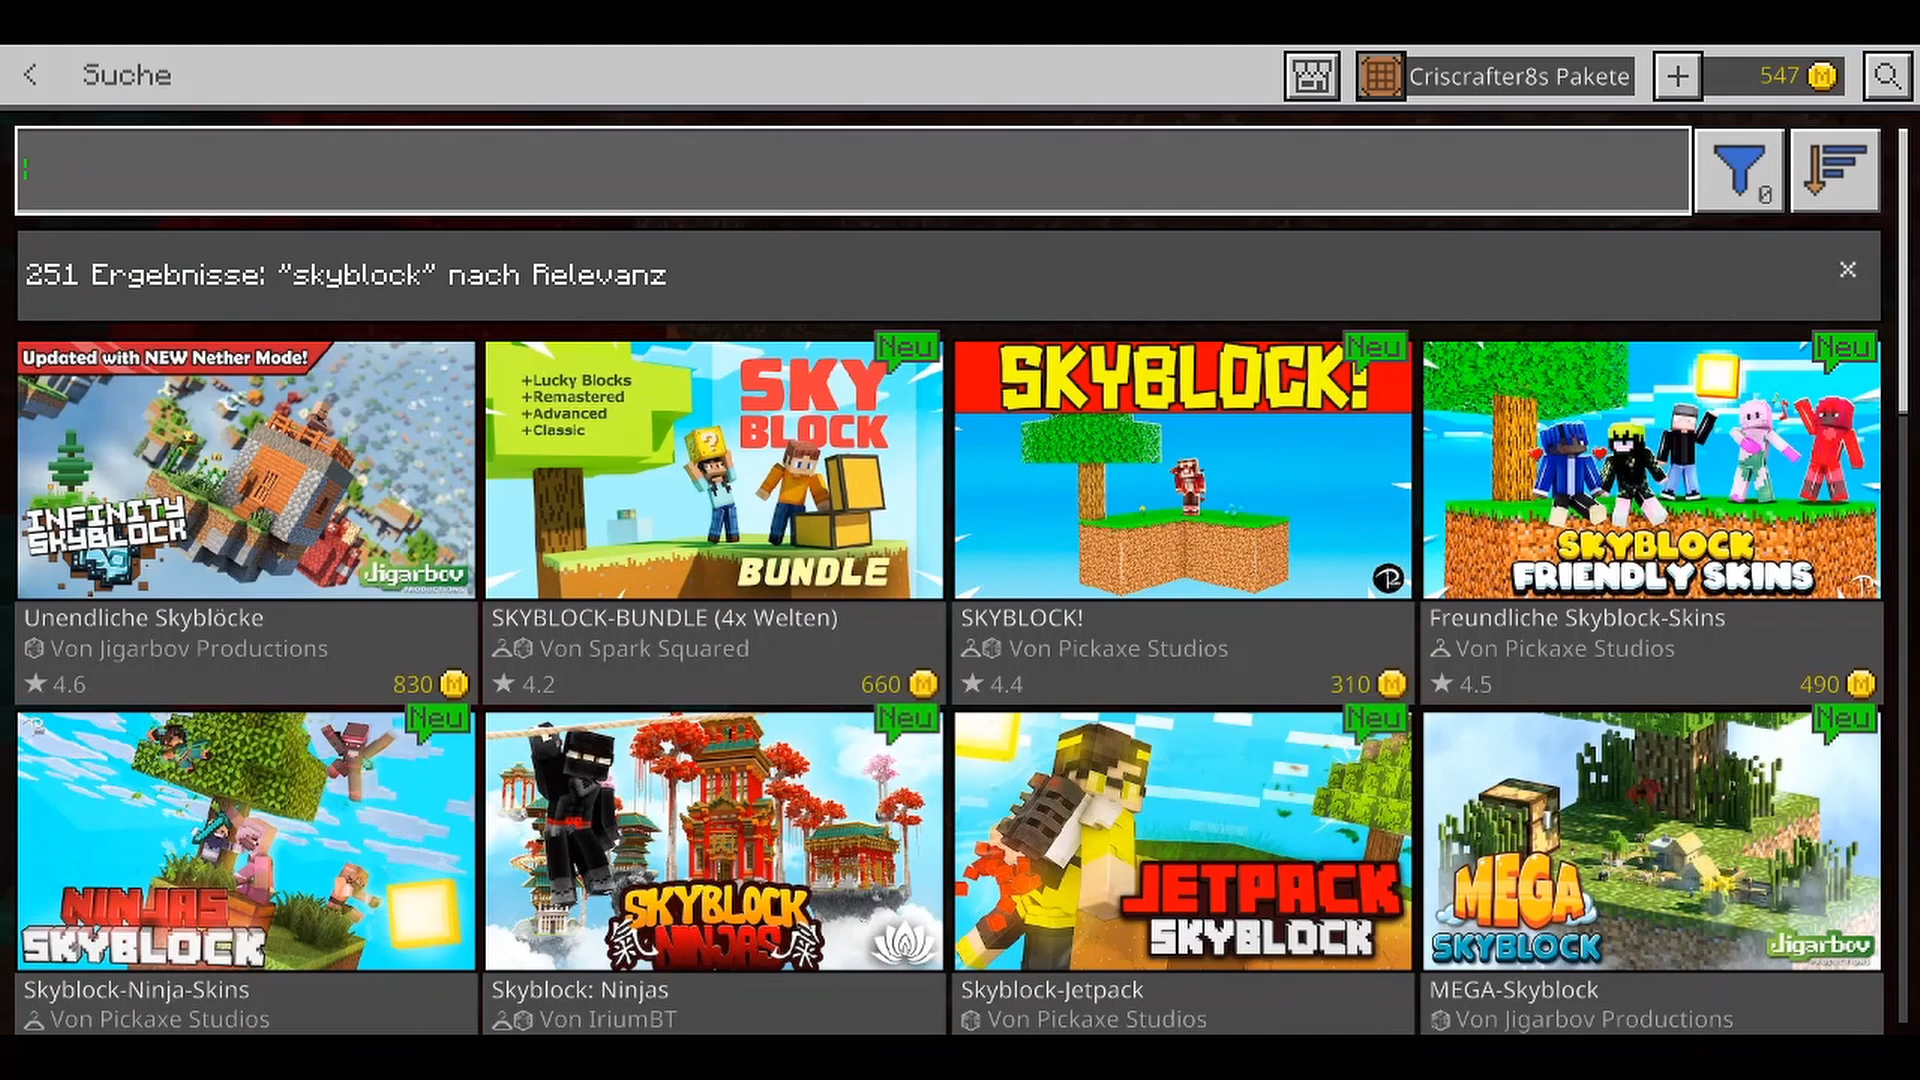 Suche
Criscrafter8s Pakete
547
0
251 Ergebnisse: "skyblock" nach Relevanz
Updated with NEW Nether Mode!
INFINITY
SKYBLOCK
Jigarbov
PRODUCTIONS
Neu
+Lucky Blocks
+Remastered
+Advanced
+Classic
SKY
BLOCK
BUNDLE
Neu
SKYBLOCK!
Neu
SKYBLOCK
FRIENDLY SKINS
Unendliche Skyblöcke
Von Jigarbov Productions
4.6
830
SKYBLOCK-BUNDLE (4x Welten)
Von Spark Squared
4.2
660
SKYBLOCK!
Von Pickaxe Studios
4.4
310
Freundliche Skyblock-Skins
Von Pickaxe Studios
4.5
490
Neu
NINJAS
SKYBLOCK
Neu
SKYBLOCK
NINJAS
Neu
JETPACK
SKYBLOCK
Neu
MEGA
SKYBLOCK
Jigarbov
PRODUCTIONS
Skyblock-Ninja-Skins
Von Pickaxe Studios
Skyblock: Ninjas
Von IriumBT
Skyblock-Jetpack
Von Pickaxe Studios
MEGA-Skyblock
Von Jigarbov Productions